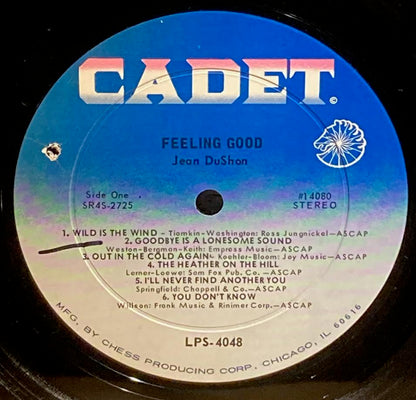 CADET
©
FEELING GOOD
Jean DuShon
Side One
SR4S-2725
#14080
STEREO
1. WILD IS THE WIND – Tiomkin-Washington: Ross Jungnickel—ASCAP
2. GOODBYE IS A LONESOME SOUND
Weston-Bergman-Keith: Empress Music—ASCAP
3. OUT IN THE COLD AGAIN– Koehler-Bloom: Joy Music—ASCAP
4. THE HEATHER ON THE HILL
Lerner-Loewe: Sam Fox Pub. Co. —ASCAP
5. I'LL NEVER FIND ANOTHER YOU
Springfield: Chappell & Co.—ASCAP
6. YOU DON'T KNOW
Willson: Frank Music & Rinimer Corp.—ASCAP
LPS-4048
MFG. BY CHESS PRODUCING CORP. CHICAGO, IL 60616